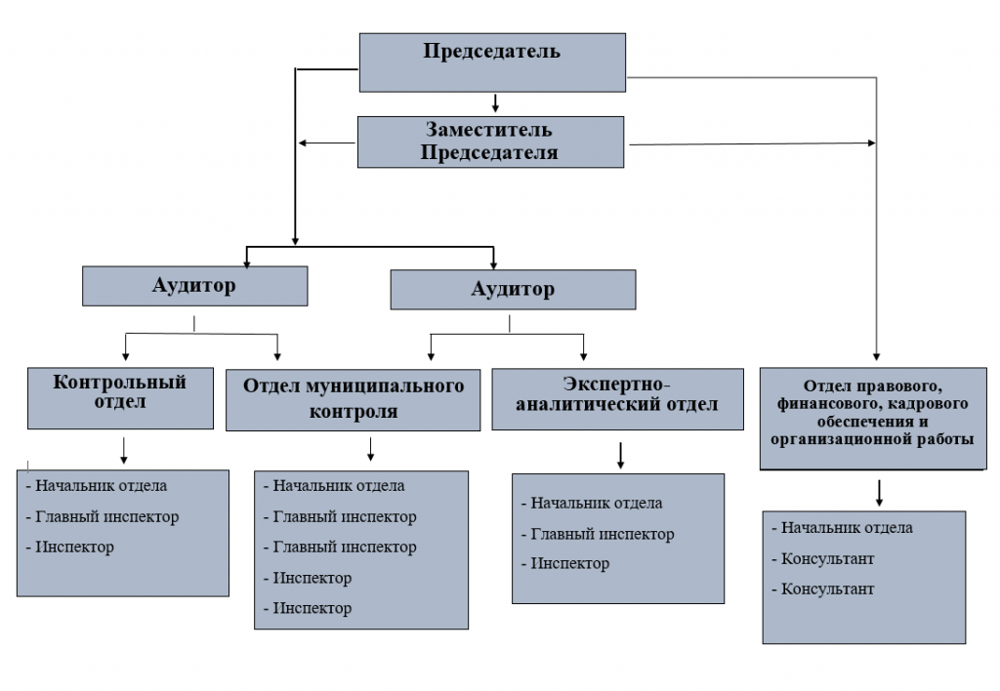 Председатель
Заместитель
Председателя
Аудитор
Аудитор
Контрольный
отдел
Отдел муниципального
контроля
Экспертно-
аналитический отдел
Отдел правового,
финансового, кадрового
обеспечения и
организационной работы
- Начальник отдела
- Главный инспектор
- Инспектор
- Начальник отдела
- Главный инспектор
- Главный инспектор
- Инспектор
- Инспектор
- Начальник отдела
- Главный инспектор
- Инспектор
- Начальник отдела
- Консультант
- Консультант